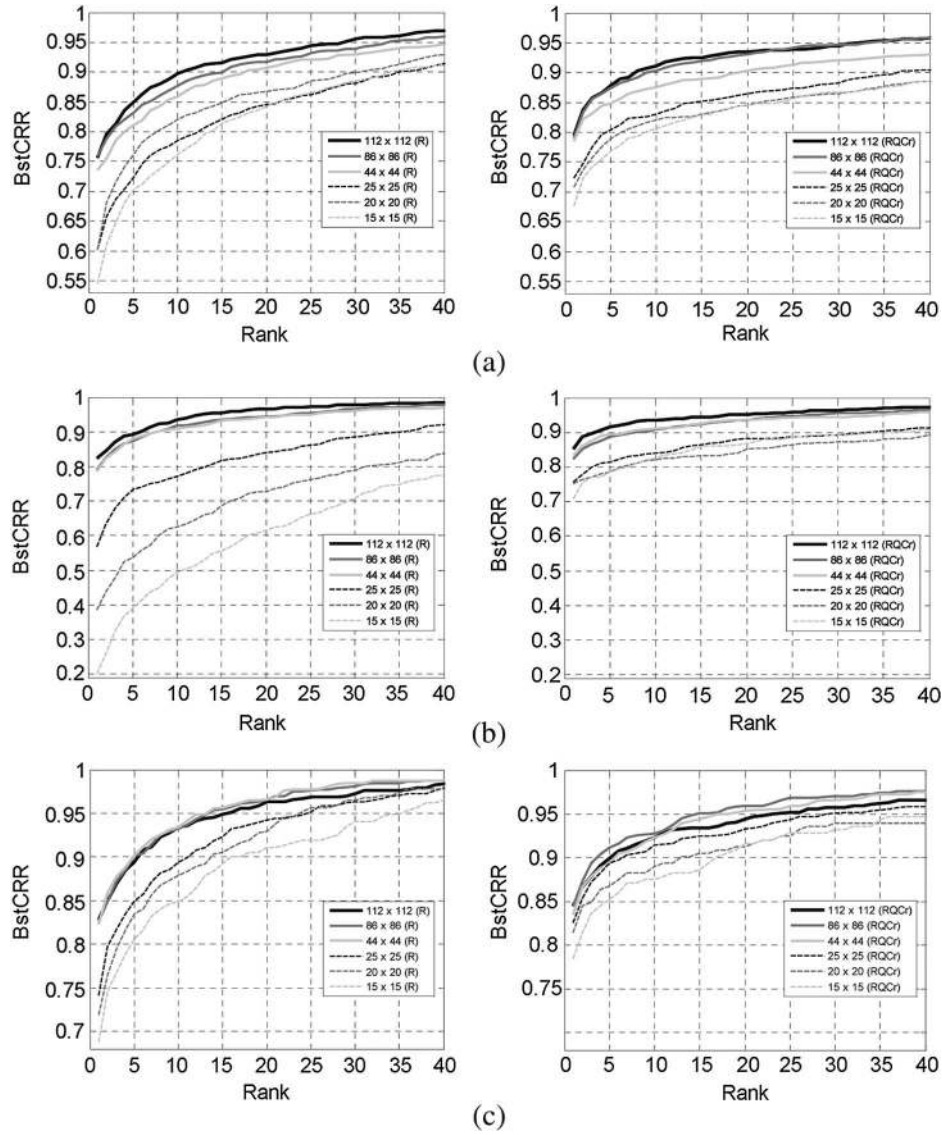 1
0.95
0.9
0.85
0.8
0.75
0.7
0.65
0.6
0.55
BstCRR
112 x 112 (R)
86 x 86 (R)
44 x 44 (R)
25 x 25 (R)
20 x 20 (R)
15 x 15 (R)
0 5 10 15 20 25 30 35 40
Rank
1
0.95
0.9
0.85
0.8
0.75
0.7
0.65
0.6
0.55
BstCRR
112 x 112 (RQCr)
86 x 86 (RQCr)
44 x 44 (RQCr)
25 x 25 (RQCr)
20 x 20 (RQCr)
15 x 15 (RQCr)
0 5 10 15 20 25 30 35 40
Rank
(a)
1
0.9
0.8
0.7
0.6
0.5
0.4
0.3
0.2
BstCRR
112 x 112 (R)
86 x 86 (R)
44 x 44 (R)
25 x 25 (R)
20 x 20 (R)
15 x 15 (R)
0 5 10 15 20 25 30 35 40
Rank
1
0.9
0.8
0.7
0.6
0.5
0.4
0.3
0.2
BstCRR
112 x 112 (RQCr)
86 x 86 (RQCr)
44 x 44 (RQCr)
25 x 25 (RQCr)
20 x 20 (RQCr)
15 x 15 (RQCr)
0 5 10 15 20 25 30 35 40
Rank
(b)
1
0.95
0.9
0.85
0.8
0.75
0.7
BstCRR
112 x 112 (R)
86 x 86 (R)
44 x 44 (R)
25 x 25 (R)
20 x 20 (R)
15 x 15 (R)
0 5 10 15 20 25 30 35 40
Rank
1
0.95
0.9
0.85
0.8
0.75
BstCRR
112 x 112 (RQCr)
86 x 86 (RQCr)
44 x 44 (RQCr)
25 x 25 (RQCr)
20 x 20 (RQCr)
15 x 15 (RQCr)
0 5 10 15 20 25 30 35 40
Rank
(c)